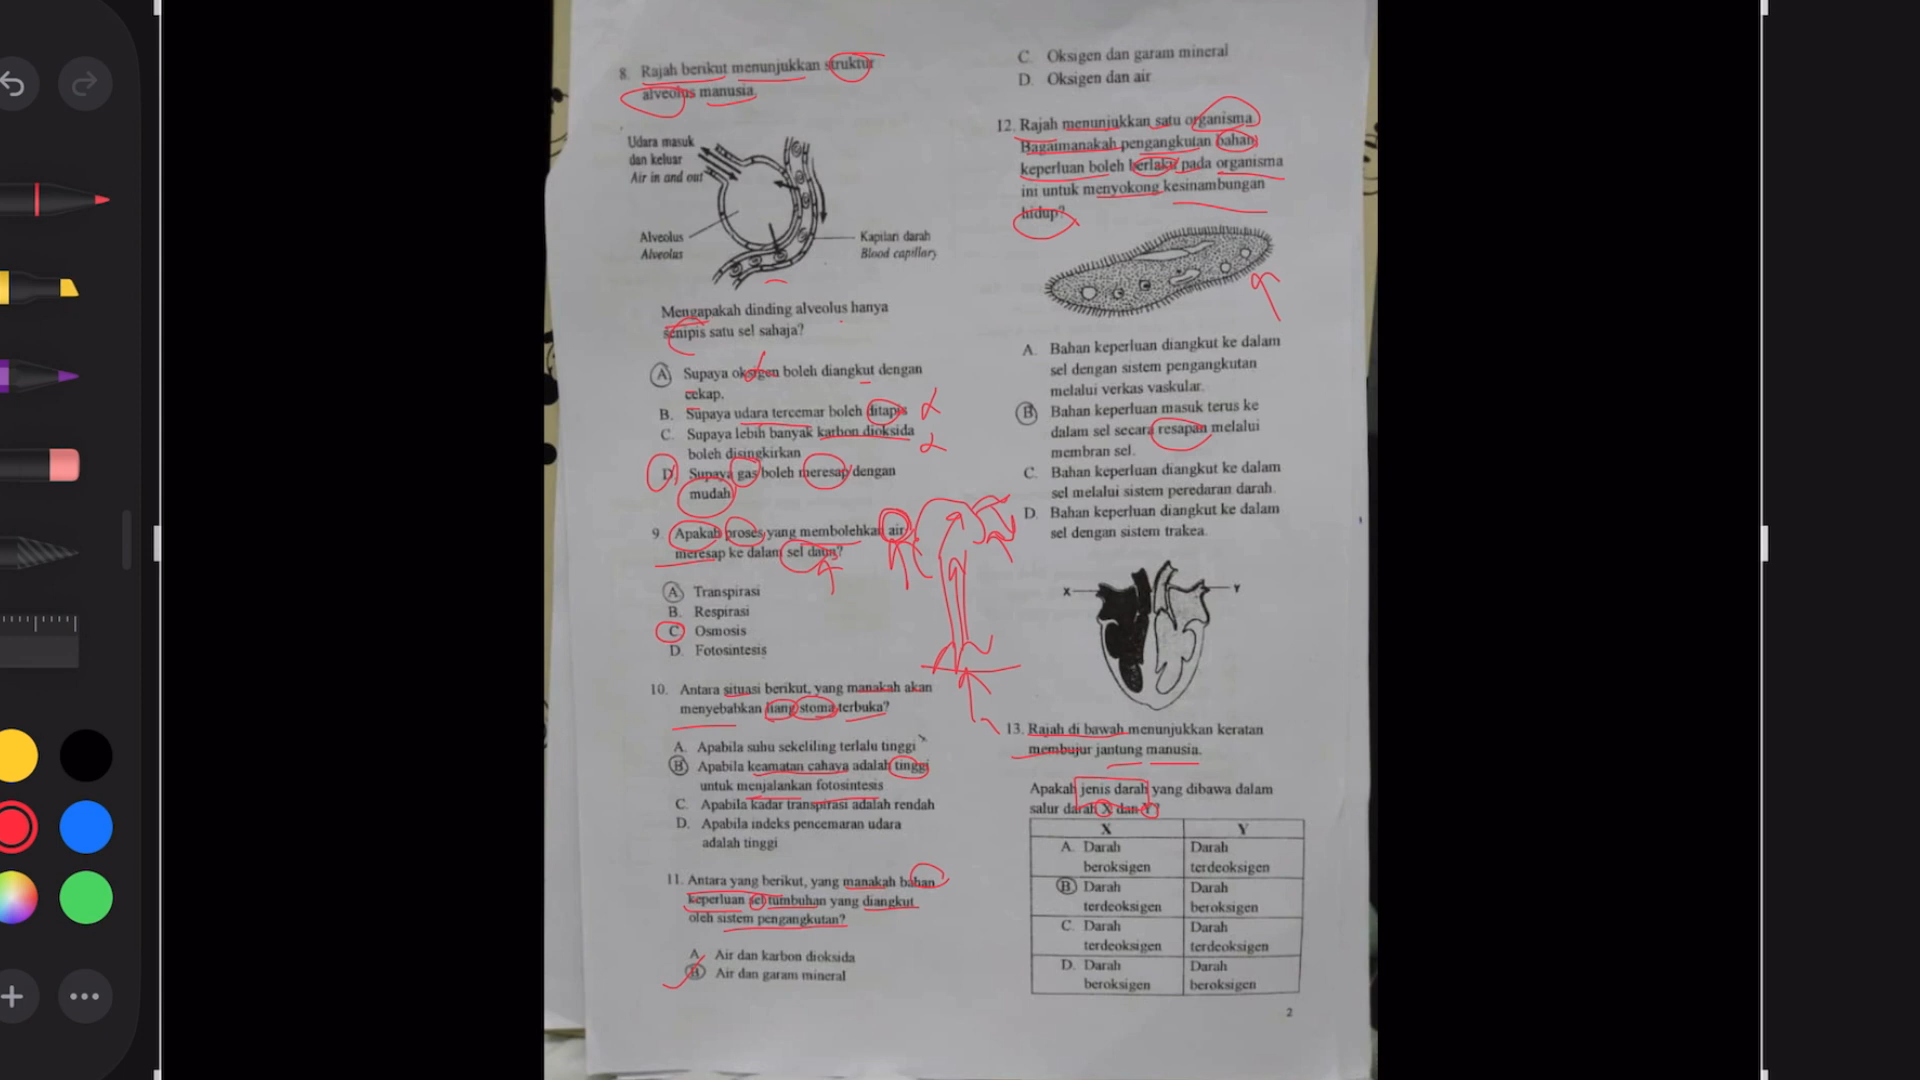 8. Rajah berikut menunjukkan struktur
alveolus manusia.
Udara masuk
dan keluar
Air in and out
Alveolus
Alveolus
Kapilari darah
Blood capillary
Mengapakah dinding alveolus hanya
senipis satu sel sahaja?
A Supaya oksigen boleh diangkut dengan
cekap.
B. Supaya udara tercemar boleh ditapis
C. Supaya lebih banyak karbon dioksida
boleh disingkirkan
D. Supaya gas boleh meresap dengan
mudah
9. Apakah proses yang membolehkan air
meresap ke dalam sel daun?
A Transpirasi
B. Respirasi
C Osmosis
D. Fotosintesis
10. Antara situasi berikut, yang manakah akan
menyebabkan liang stoma terbuka?
A. Apabila suhu sekeliling terlalu tinggi
B Apabila keamatan cahaya adalah tinggi
untuk menjalankan fotosintesis
C. Apabila kadar transpirasi adalah rendah
D. Apabila indeks pencemaran udara
adalah tinggi
11. Antara yang berikut, yang manakah bahan
keperluan sel tumbuhan yang diangkut
oleh sistem pengangkutan?
A. Air dan karbon dioksida
B Air dan garam mineral
C. Oksigen dan garam mineral
D. Oksigen dan air
12. Rajah menunjukkan satu organisma.
Bagaimanakah pengangkutan bahan
keperluan boleh berlaku pada organisma
ini untuk menyokong kesinambungan
hidup?
A. Bahan keperluan diangkut ke dalam
sel dengan sistem pengangkutan
melalui verkas vaskular.
B Bahan keperluan masuk terus ke
dalam sel secara resapan melalui
membran sel.
C. Bahan keperluan diangkut ke dalam
sel melalui sistem peredaran darah.
D. Bahan keperluan diangkut ke dalam
sel dengan sistem trakea.
X Y
13. Rajah di bawah menunjukkan keratan
membujur jantung manusia.
Apakah jenis darah yang dibawa dalam
salur darah X dan Y?
X Y
A. Darah Darah
beroksigen terdeoksigen
B Darah Darah
terdeoksigen beroksigen
C. Darah Darah
terdeoksigen terdeoksigen
D. Darah Darah
beroksigen beroksigen
2